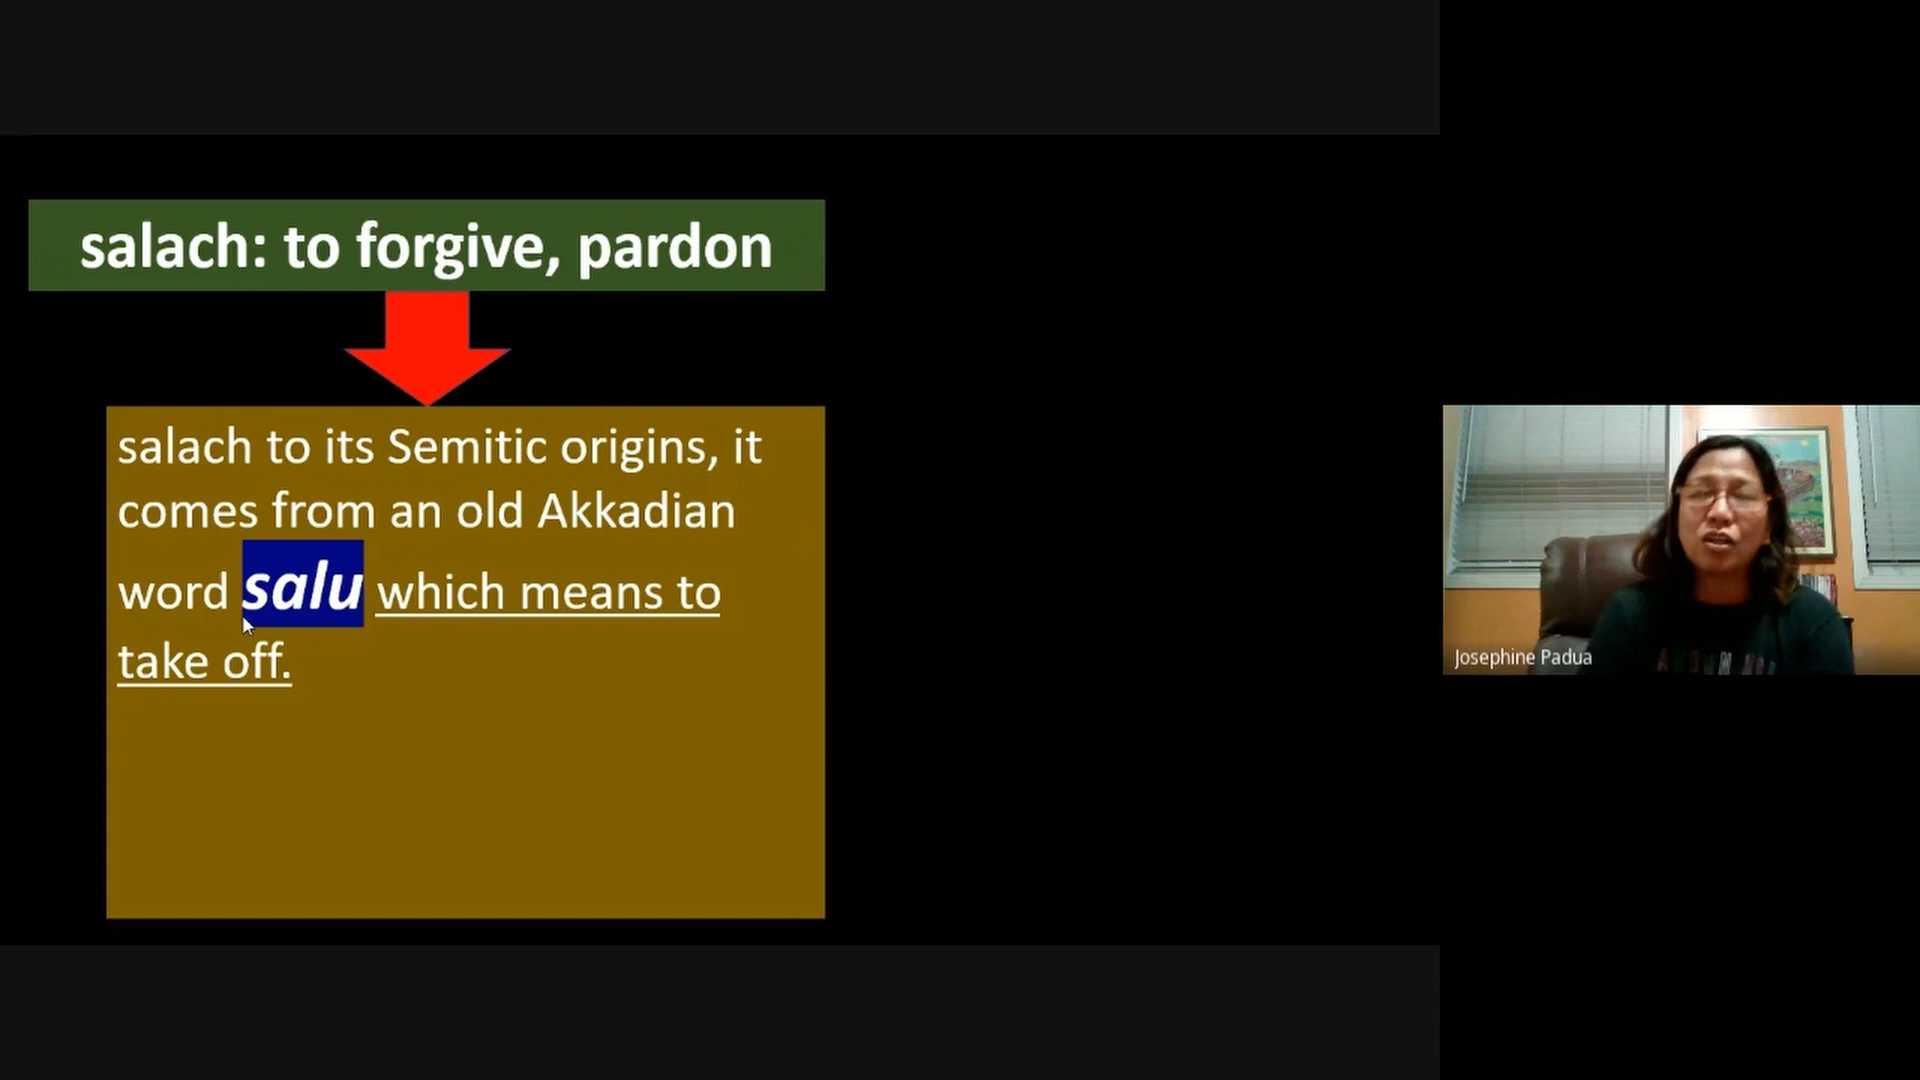 salach: to forgive, pardon
salach to its Semitic origins, it
comes from an old Akkadian
word salu which means to
take off.
Josephine Padua